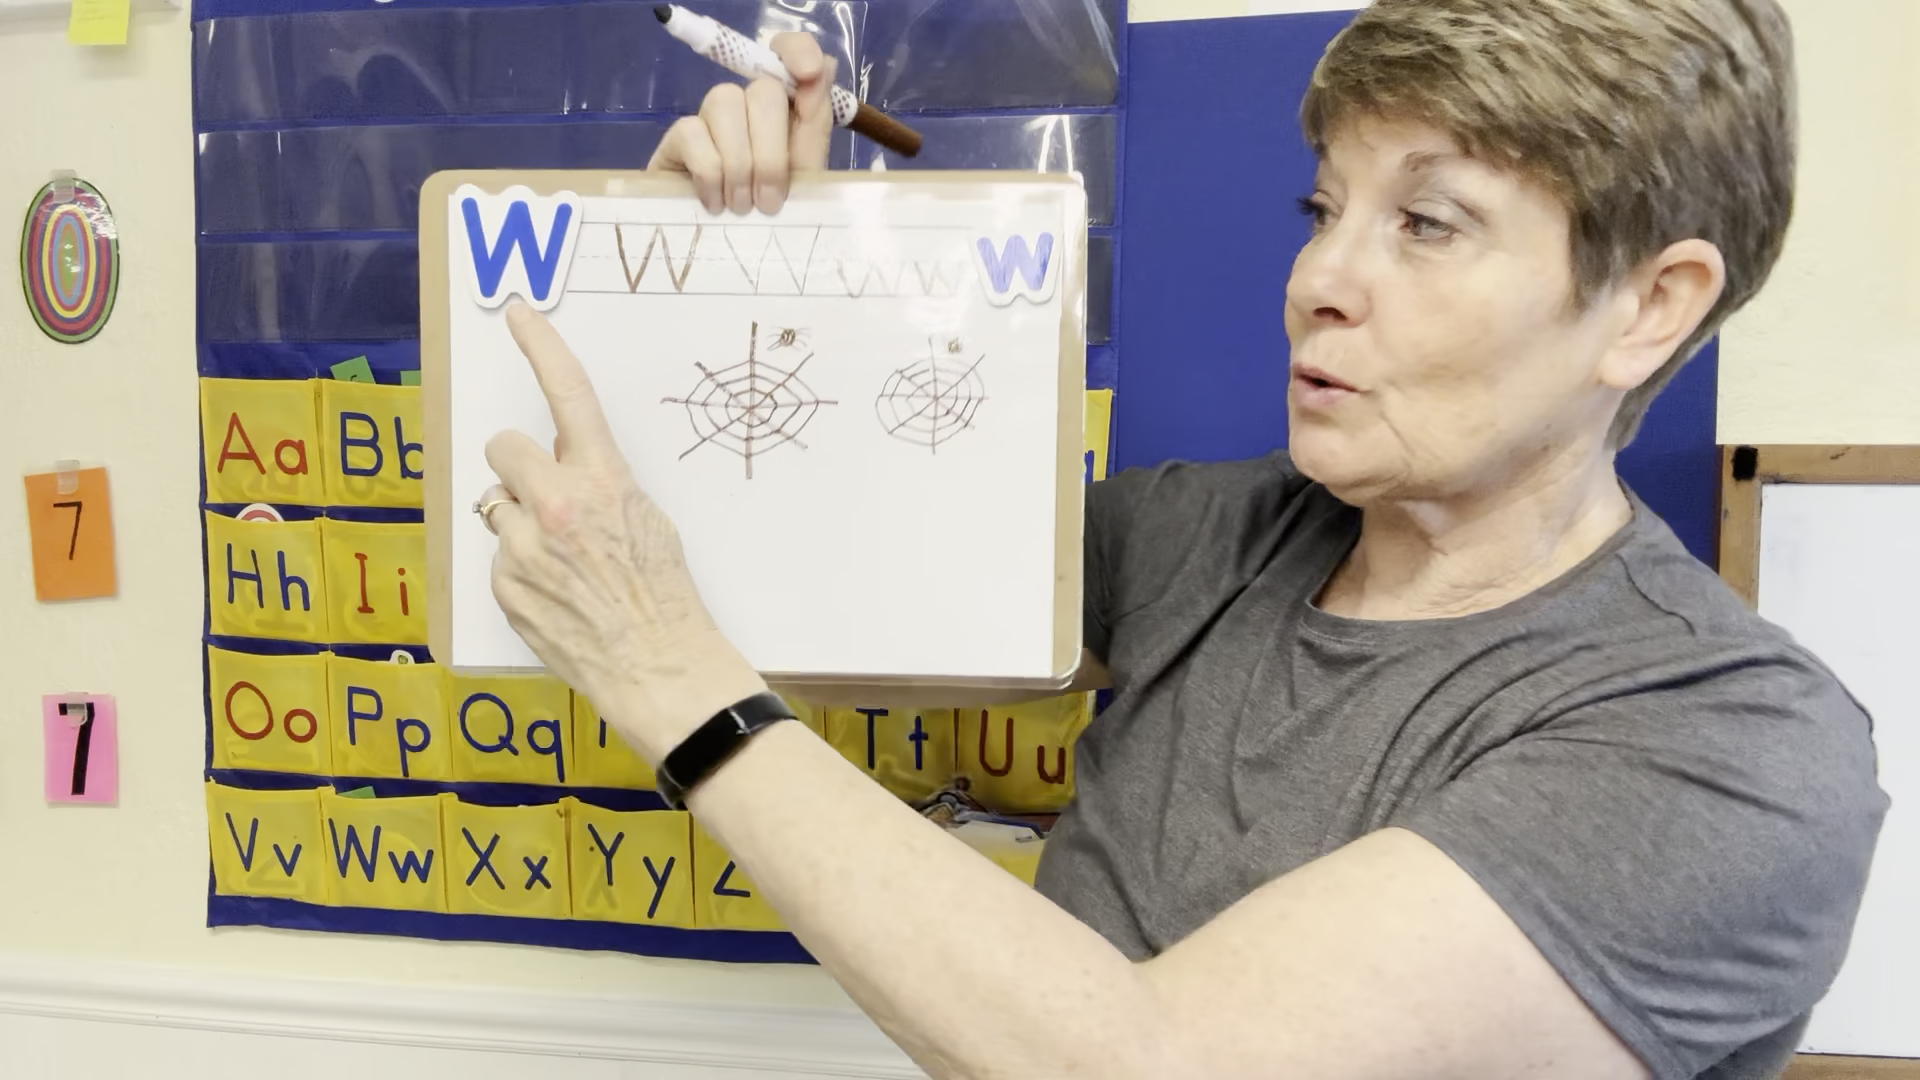 W W W w w w
Aa Bb
Hh Ii
Oo Pp Qq Tt Uu
Vv Ww Xx Yy Z
7
7